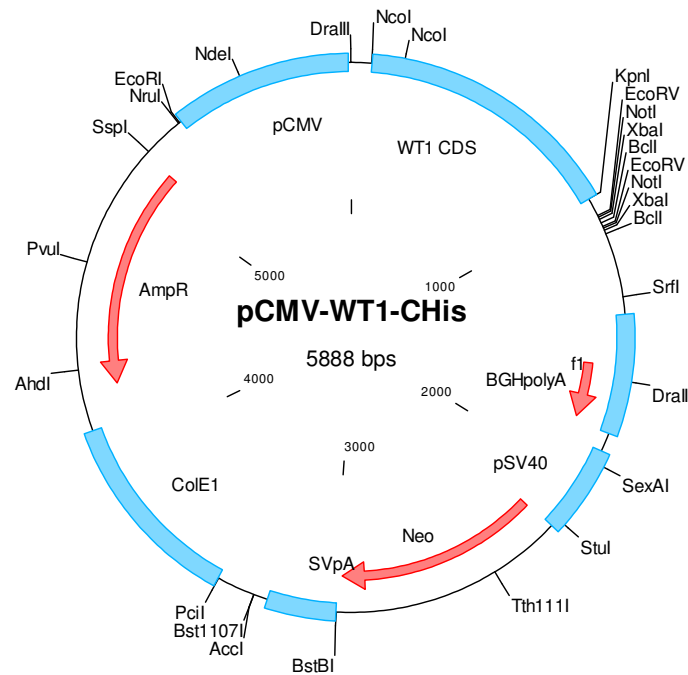 DraIII
NcoI
NcoI
NdeI
EcoRI
NruI
SspI
pCMV
WT1 CDS
KpnI
EcoRV
NotI
XbaI
BclI
EcoRV
NotI
XbaI
BclI
PvuI
AmpR
5000
1000
SrfI
pCMV-WT1-CHis
5888 bps
f1
BGHpolyA
DraII
AhdI
4000
2000
3000
pSV40
SexAI
ColE1
Neo
StuI
SVpA
Tth111I
PciI
Bst1107I
AccI
BstBI